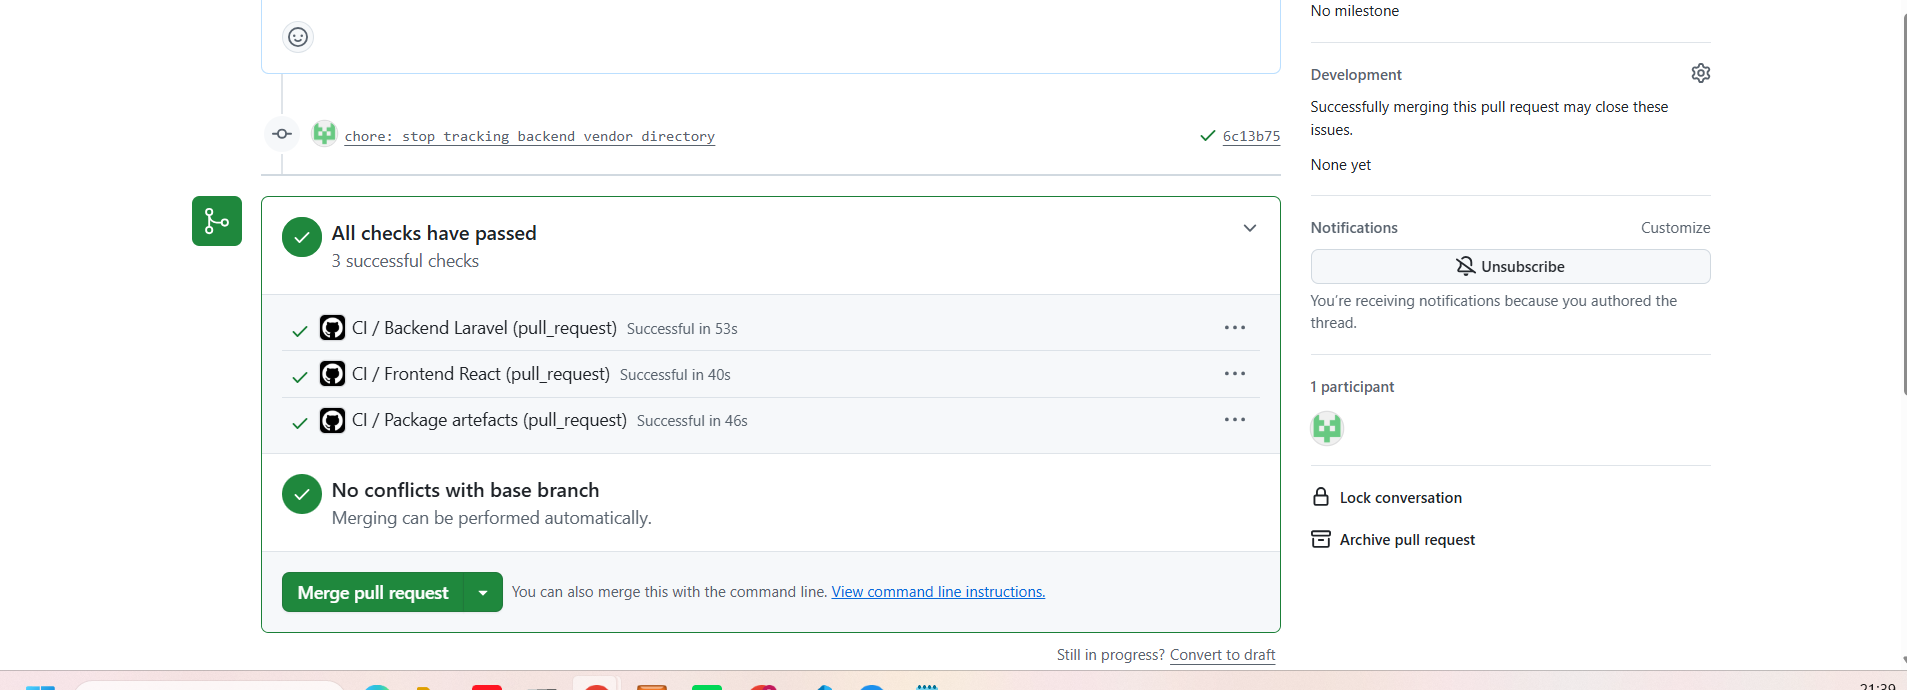 No milestone
Development
Successfully merging this pull request may close these
issues.
None yet
chore: stop tracking backend vendor directory
6c13b75
All checks have passed
3 successful checks
CI / Backend Laravel (pull_request) Successful in 53s
CI / Frontend React (pull_request) Successful in 40s
CI / Package artefacts (pull_request) Successful in 46s
No conflicts with base branch
Merging can be performed automatically.
Merge pull request
You can also merge this with the command line. View command line instructions.
Still in progress? Convert to draft
Notifications
Customize
Unsubscribe
You're receiving notifications because you authored the
thread.
1 participant
Lock conversation
Archive pull request
21:39